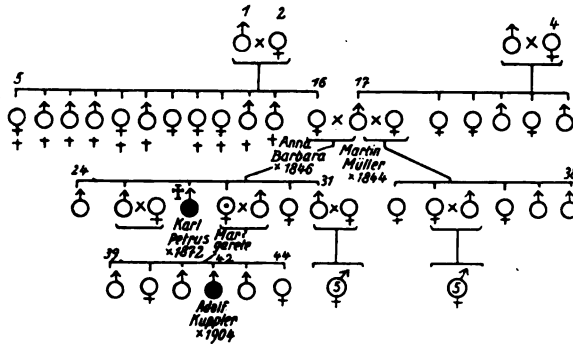 1 2 4
5 16 17
Anna
Barbara
×1846
Martin
Müller
×1844
24 31 38
Karl
Petrus
×1872
Mar
garete
39 42 44
Adolf
Kuppler
×1904
5 5